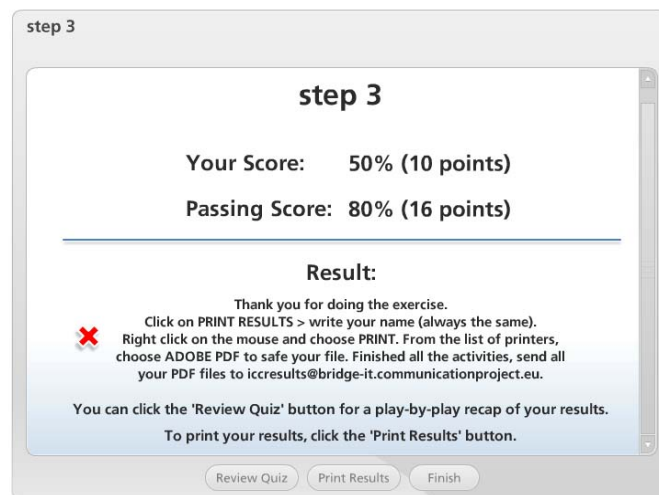 step 3
step 3
Your Score: 50% (10 points)
Passing Score: 80% (16 points)
Result:
Thank you for doing the exercise.
Click on PRINT RESULTS > write your name (always the same).
Right click on the mouse and choose PRINT. From the list of printers,
choose ADOBE PDF to safe your file. Finished all the activities, send all
your PDF files to iccresults@bridge-it.communicationproject.eu.
You can click the 'Review Quiz' button for a play-by-play recap of your results.
To print your results, click the 'Print Results' button.
Review Quiz Print Results Finish